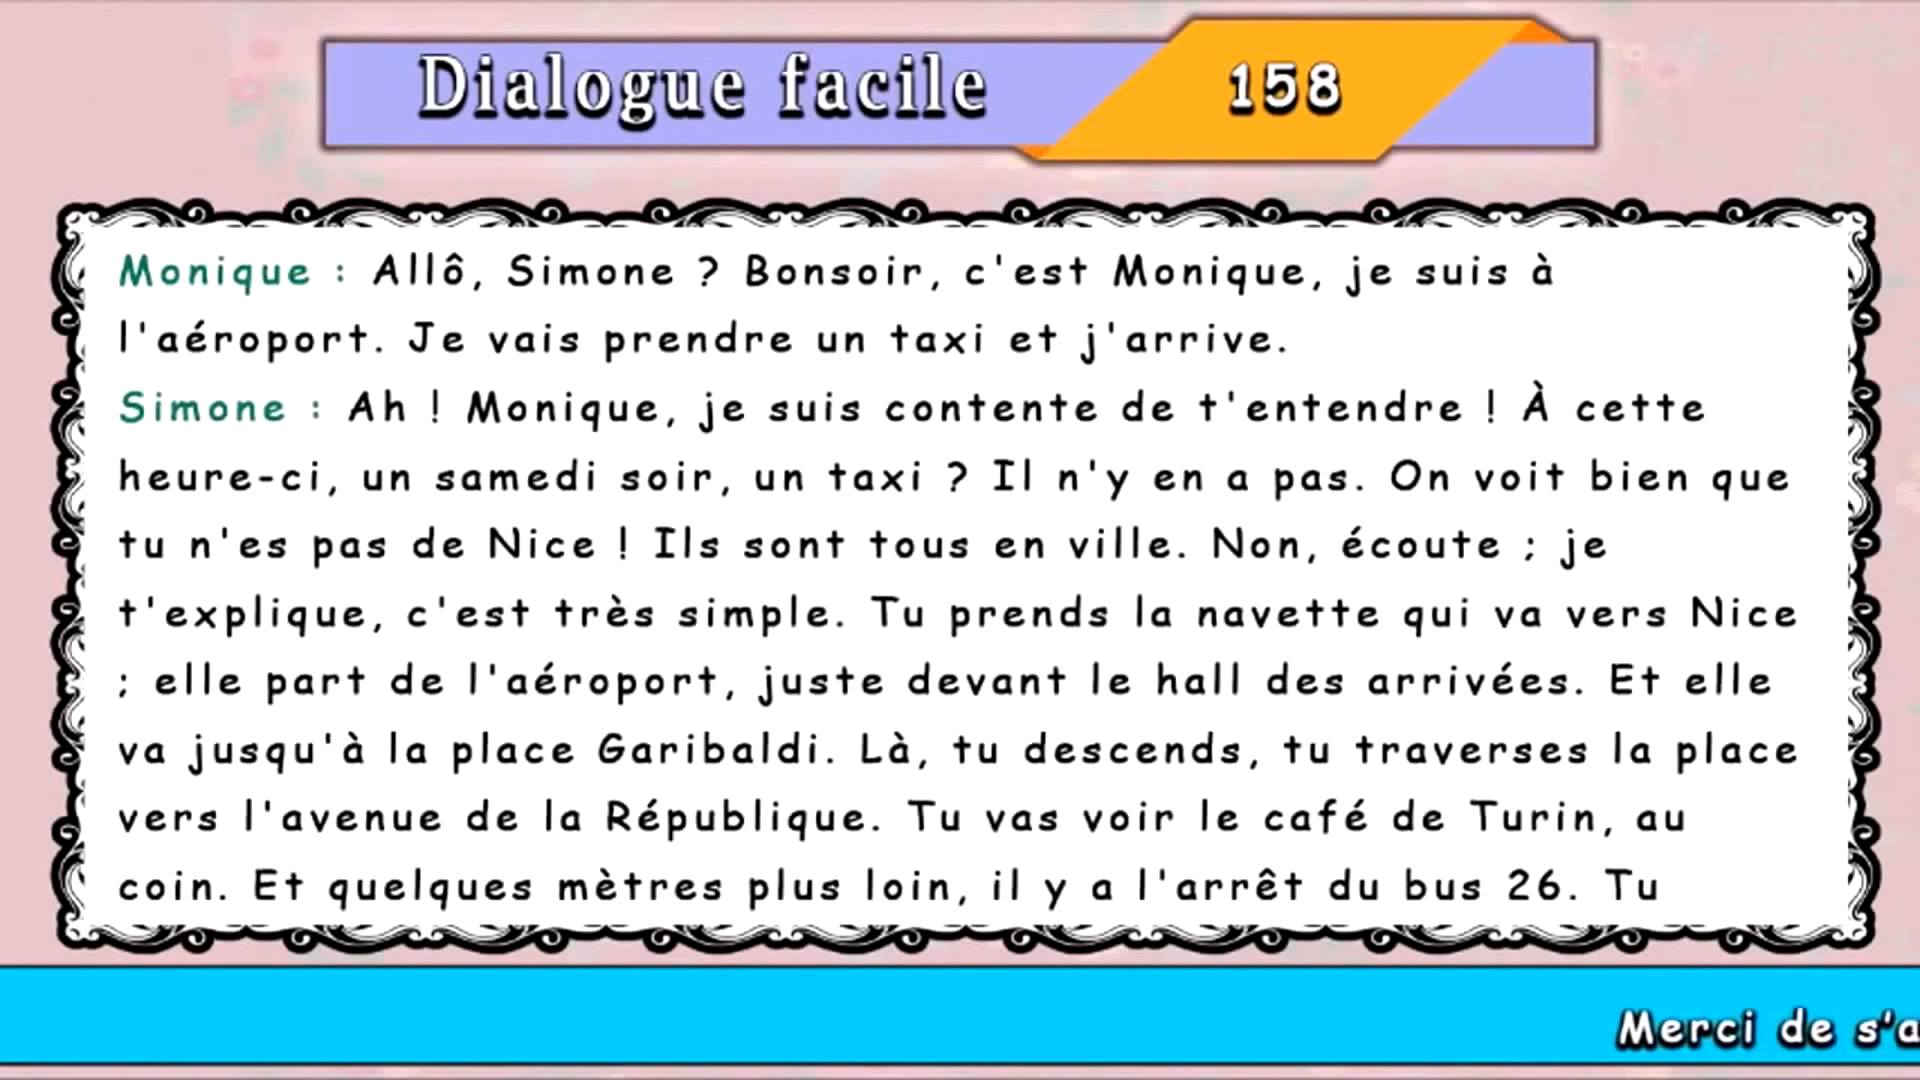 Dialogue facile 158
Monique : Allô, Simone ? Bonsoir, c'est Monique, je suis à
l'aéroport. Je vais prendre un taxi et j'arrive.
Simone : Ah ! Monique, je suis contente de t'entendre ! À cette
heure-ci, un samedi soir, un taxi ? Il n'y en a pas. On voit bien que
tu n'es pas de Nice ! Ils sont tous en ville. Non, écoute ; je
t'explique, c'est très simple. Tu prends la navette qui va vers Nice
; elle part de l'aéroport, juste devant le hall des arrivées. Et elle
va jusqu'à la place Garibaldi. Là, tu descends, tu traverses la place
vers l'avenue de la République. Tu vas voir le café de Turin, au
coin. Et quelques mètres plus loin, il y a l'arrêt du bus 26. Tu
Merci de s'a